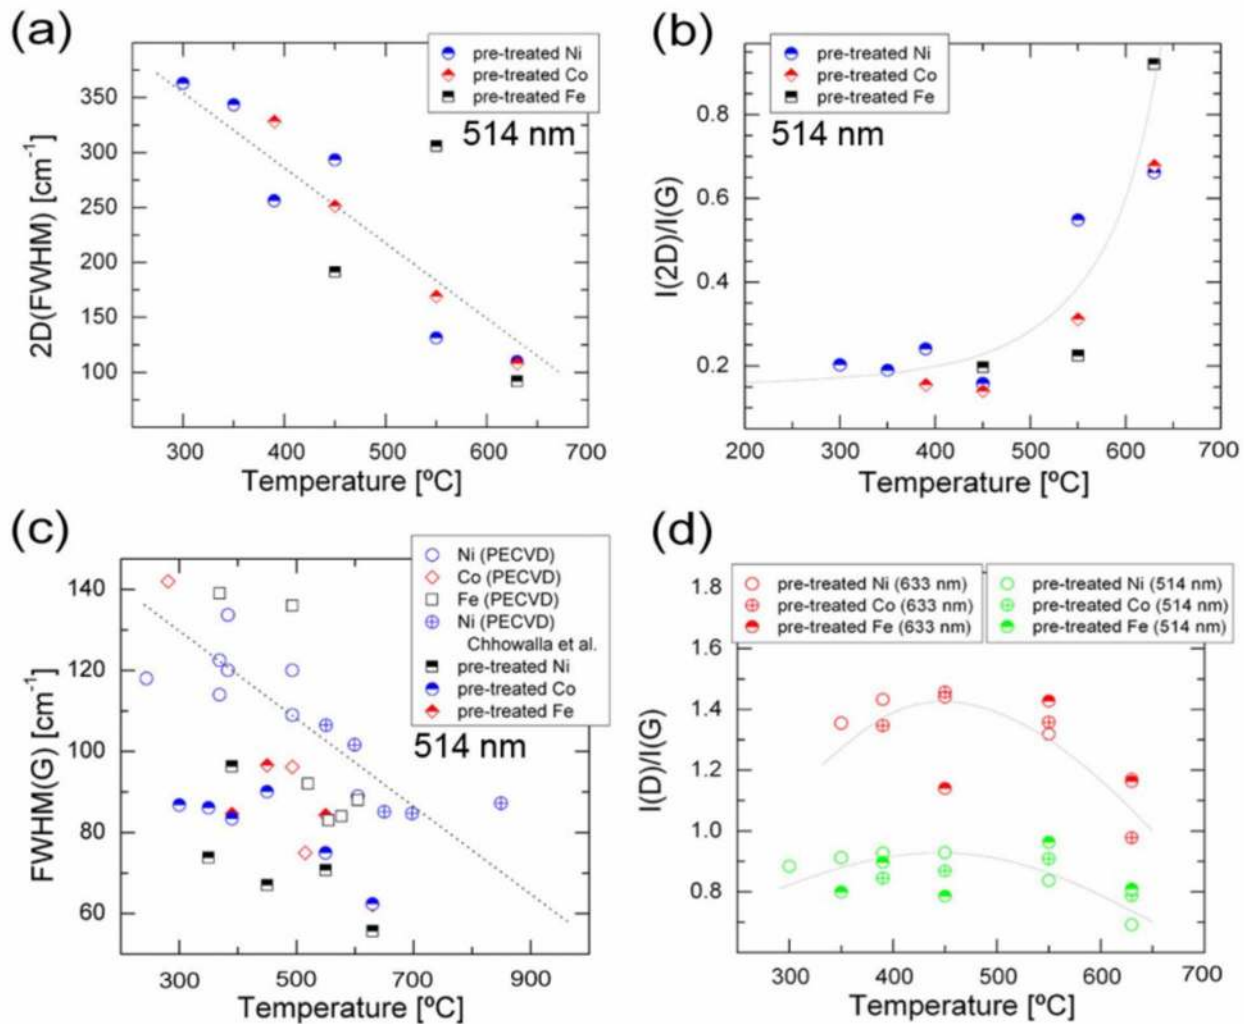 (a)
pre-treated Ni
pre-treated Co
pre-treated Fe
514 nm
350
300
250
200
150
100
2D(FWHM) [cm⁻¹]
300 400 500 600 700
Temperature [ºC]
(b)
pre-treated Ni
pre-treated Co
pre-treated Fe
514 nm
0.8
0.6
0.4
0.2
I(2D)/I(G)
200 300 400 500 600 700
Temperature [ºC]
(c)
Ni (PECVD)
Co (PECVD)
Fe (PECVD)
Ni (PECVD)
Chhowalla et al.
pre-treated Ni
pre-treated Co
pre-treated Fe
514 nm
140
120
100
80
60
FWHM(G) [cm⁻¹]
300 500 700 900
Temperature [ºC]
(d)
pre-treated Ni (633 nm)
pre-treated Co (633 nm)
pre-treated Fe (633 nm)
pre-treated Ni (514 nm)
pre-treated Co (514 nm)
pre-treated Fe (514 nm)
1.8
1.6
1.4
1.2
1.0
0.8
I(D)/I(G)
300 400 500 600 700
Temperature [ºC]